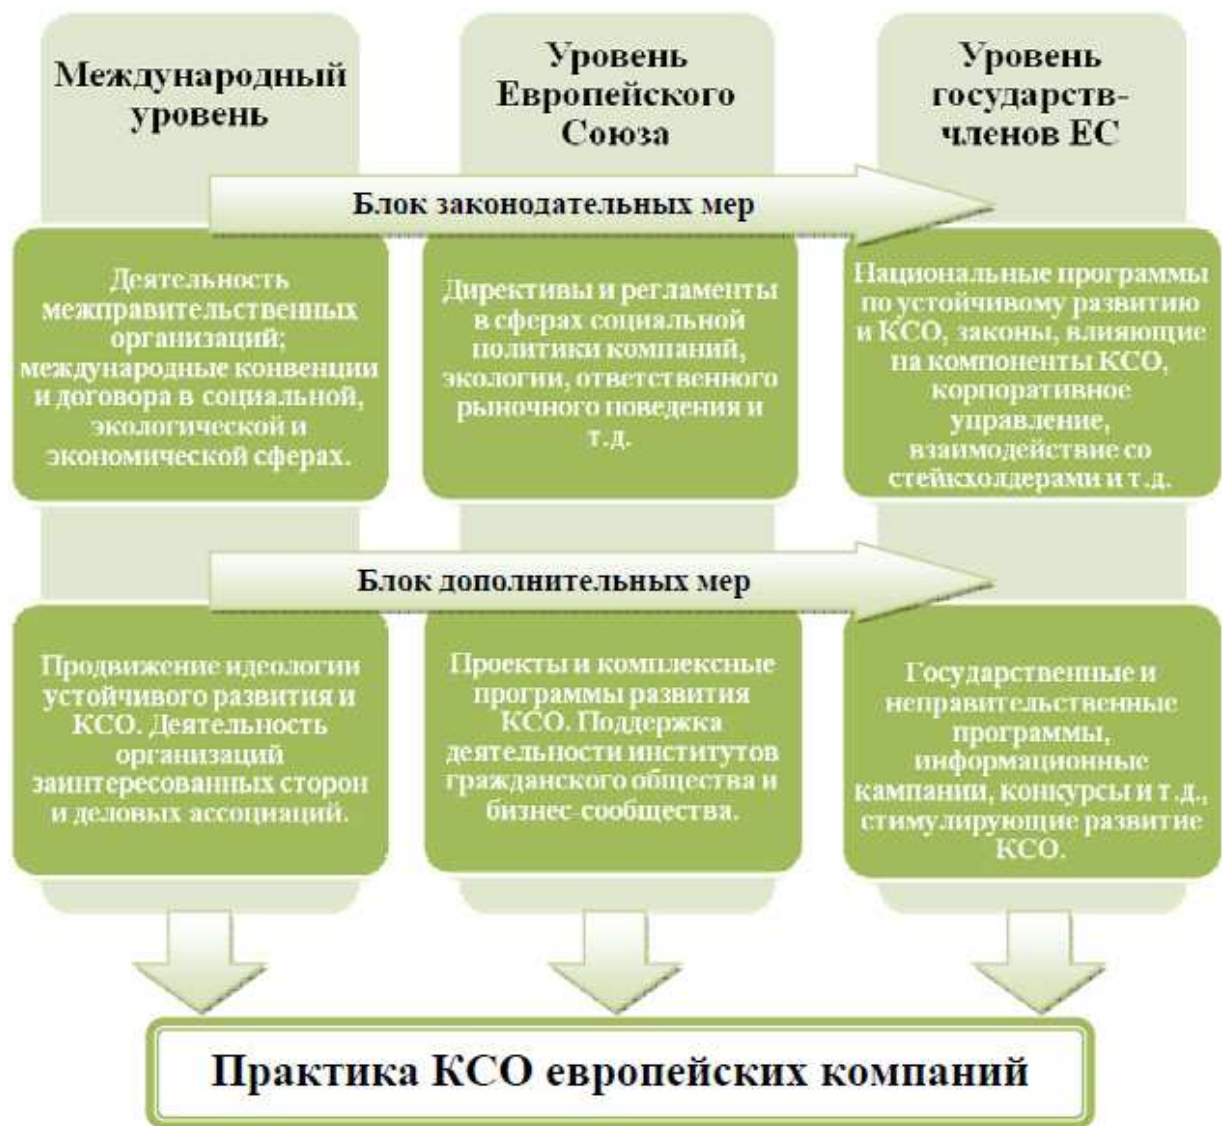 Международный
уровень
Уровень
Европейского
Союза
Уровень
государств-
членов ЕС
Блок законодательных мер
Деятельность
межправительственных
организаций;
международные конвенции
и договора в социальной,
экологической и
экономической сферах.
Директивы и регламенты
в сферах социальной
политики компаний,
экологии, ответственного
рыночного поведения и
т.д.
Национальные программы
по устойчивому развитию
и КСО, законы, влияющие
на компоненты КСО,
корпоративное
управление,
взаимодействие со
стейкхолдерами и т.д.
Блок дополнительных мер
Продвижение идеологии
устойчивого развития и
КСО. Деятельность
организаций
заинтересованных сторон
и деловых ассоциаций.
Проекты и комплексные
программы развития
КСО. Поддержка
деятельности институтов
гражданского общества и
бизнес-сообщества.
Государственные и
неправительственные
программы,
информационные
кампании, конкурсы и т.д.,
стимулирующие развитие
КСО.
Практика КСО европейских компаний